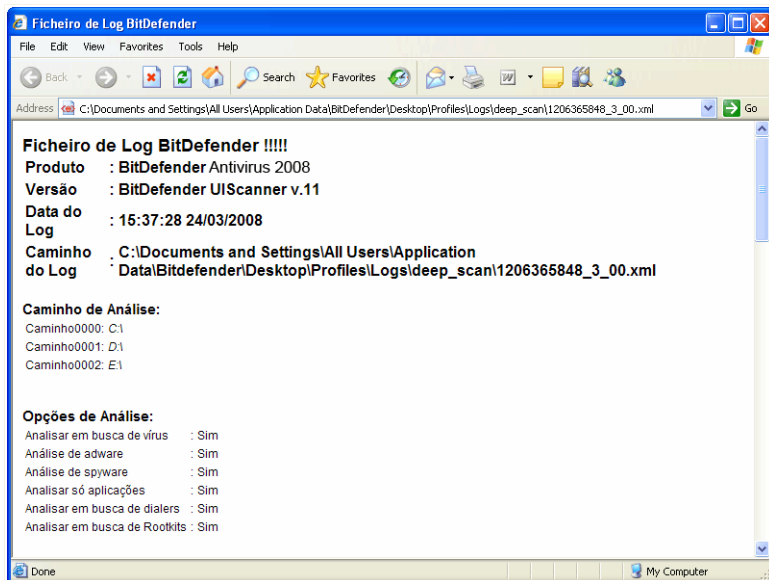 Ficheiro de Log BitDefender
File Edit View Favorites Tools Help
Back Search Favorites
Address C:\Documents and Settings\All Users\Application Data\BitDefender\Desktop\Profiles\Logs\deep_scan\1206365848_3_00.xml Go
Ficheiro de Log BitDefender !!!!!
Produto : BitDefender Antivirus 2008
Versão : BitDefender UIScanner v.11
Data do
Log : 15:37:28 24/03/2008
Caminho : C:\Documents and Settings\All Users\Application
do Log Data\Bitdefender\Desktop\Profiles\Logs\deep_scan\1206365848_3_00.xml
Caminho de Análise:
Caminho0000: C:\
Caminho0001: D:\
Caminho0002: E:\
Opções de Análise:
Analisar em busca de vírus : Sim
Análise de adware : Sim
Análise de spyware : Sim
Analisar só aplicações : Sim
Analisar em busca de dialers : Sim
Analisar em busca de Rootkits : Sim
Done My Computer